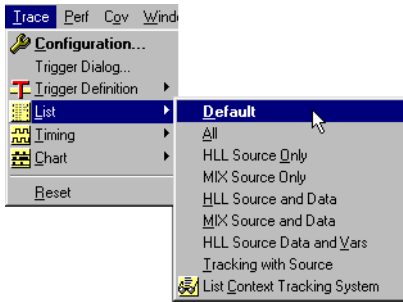 Trace Perf Cov Wind
Configuration...
Trigger Dialog...
Trigger Definition
List
Timing
Chart
Reset
Default
All
HLL Source Only
MIX Source Only
HLL Source and Data
MIX Source and Data
HLL Source Data and Vars
Tracking with Source
List Context Tracking System